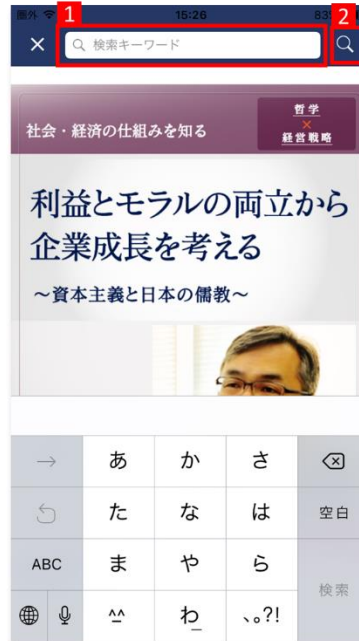 圏外 1 15:26 83% 2
検索キーワード
社会・経済の仕組みを知る
哲学
×
経営戦略
利益とモラルの両立から
企業成長を考える
～資本主義と日本の儒教～
→ あ か さ
た な は 空白
ABC ま や ら
検索
^^ わ_ 、。?!